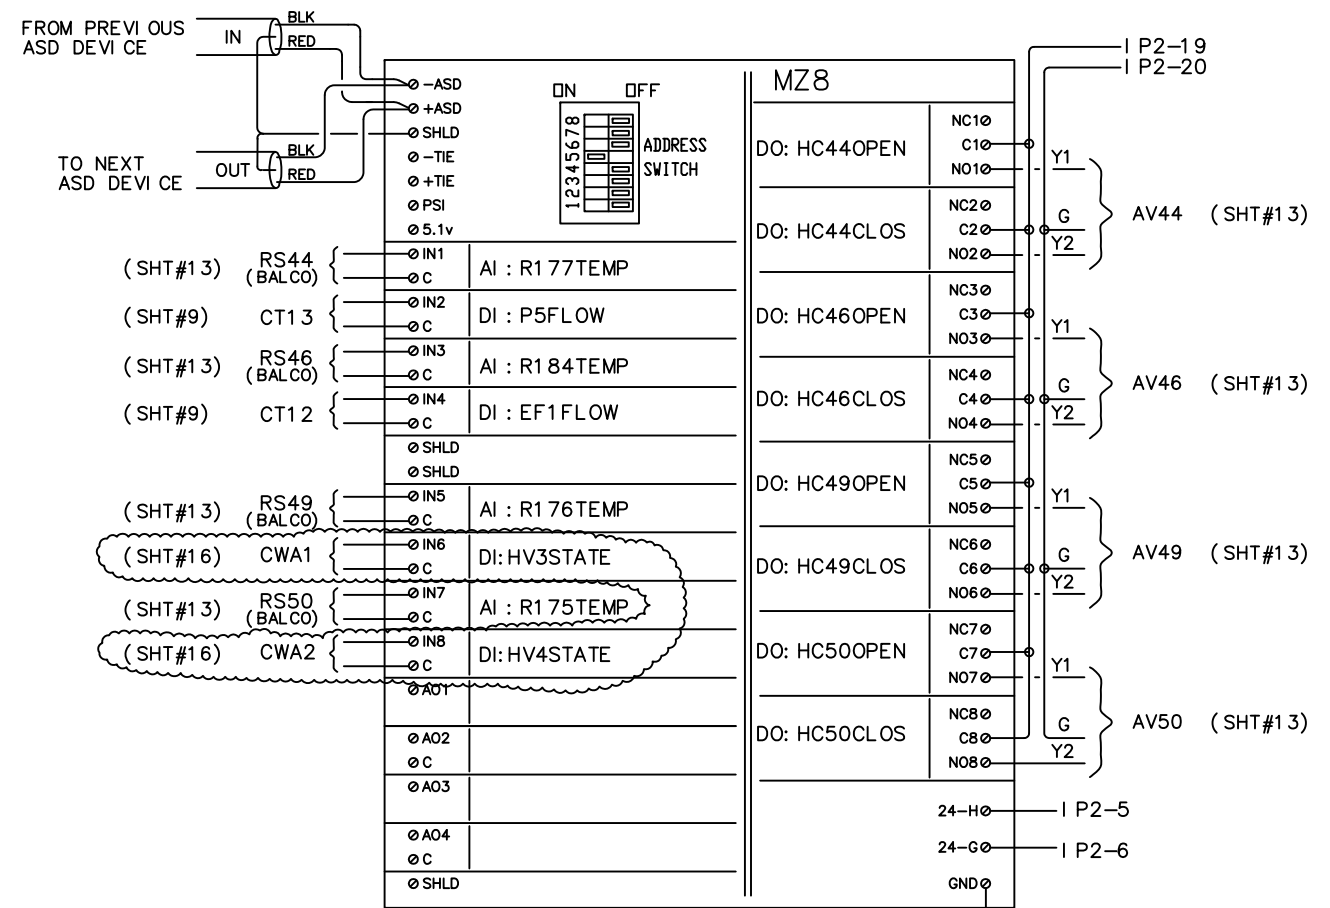 FROM PREVIOUS
ASD DEVICE
IN
BLK
RED
TO NEXT
ASD DEVICE
OUT
BLK
RED
-ASD
+ASD
SHLD
-TIE
+TIE
PSI
5.1v
ON OFF
1 2 3 4 5 6 7 8
ADDRESS
SWITCH
(SHT#13) RS44 IN1 AI: R177TEMP
(BALCO) C
(SHT#9) CT13 IN2 DI: P5FLOW
C
(SHT#13) RS46 IN3 AI: R184TEMP
(BALCO) C
(SHT#9) CT12 IN4 DI: EF1FLOW
C
SHLD
SHLD
(SHT#13) RS49 IN5 AI: R176TEMP
(BALCO) C
(SHT#16) CWA1 IN6 DI: HV3STATE
C
(SHT#13) RS50 IN7 AI: R175TEMP
(BALCO) C
(SHT#16) CWA2 IN8 DI: HV4STATE
C
AO1
AO2
C
AO3
AO4
C
SHLD
MZ8
IP2-19
IP2-20
DO: HC44OPEN
NC1
C1
NO1
Y1
DO: HC44CLOS
NC2
C2
NO2
G
Y2
AV44 (SHT#13)
DO: HC46OPEN
NC3
C3
NO3
Y1
DO: HC46CLOS
NC4
C4
NO4
G
Y2
AV46 (SHT#13)
DO: HC49OPEN
NC5
C5
NO5
Y1
DO: HC49CLOS
NC6
C6
NO6
G
Y2
AV49 (SHT#13)
DO: HC50OPEN
NC7
C7
NO7
Y1
DO: HC50CLOS
NC8
C8
NO8
G
Y2
AV50 (SHT#13)
24-H IP2-5
24-G IP2-6
GND